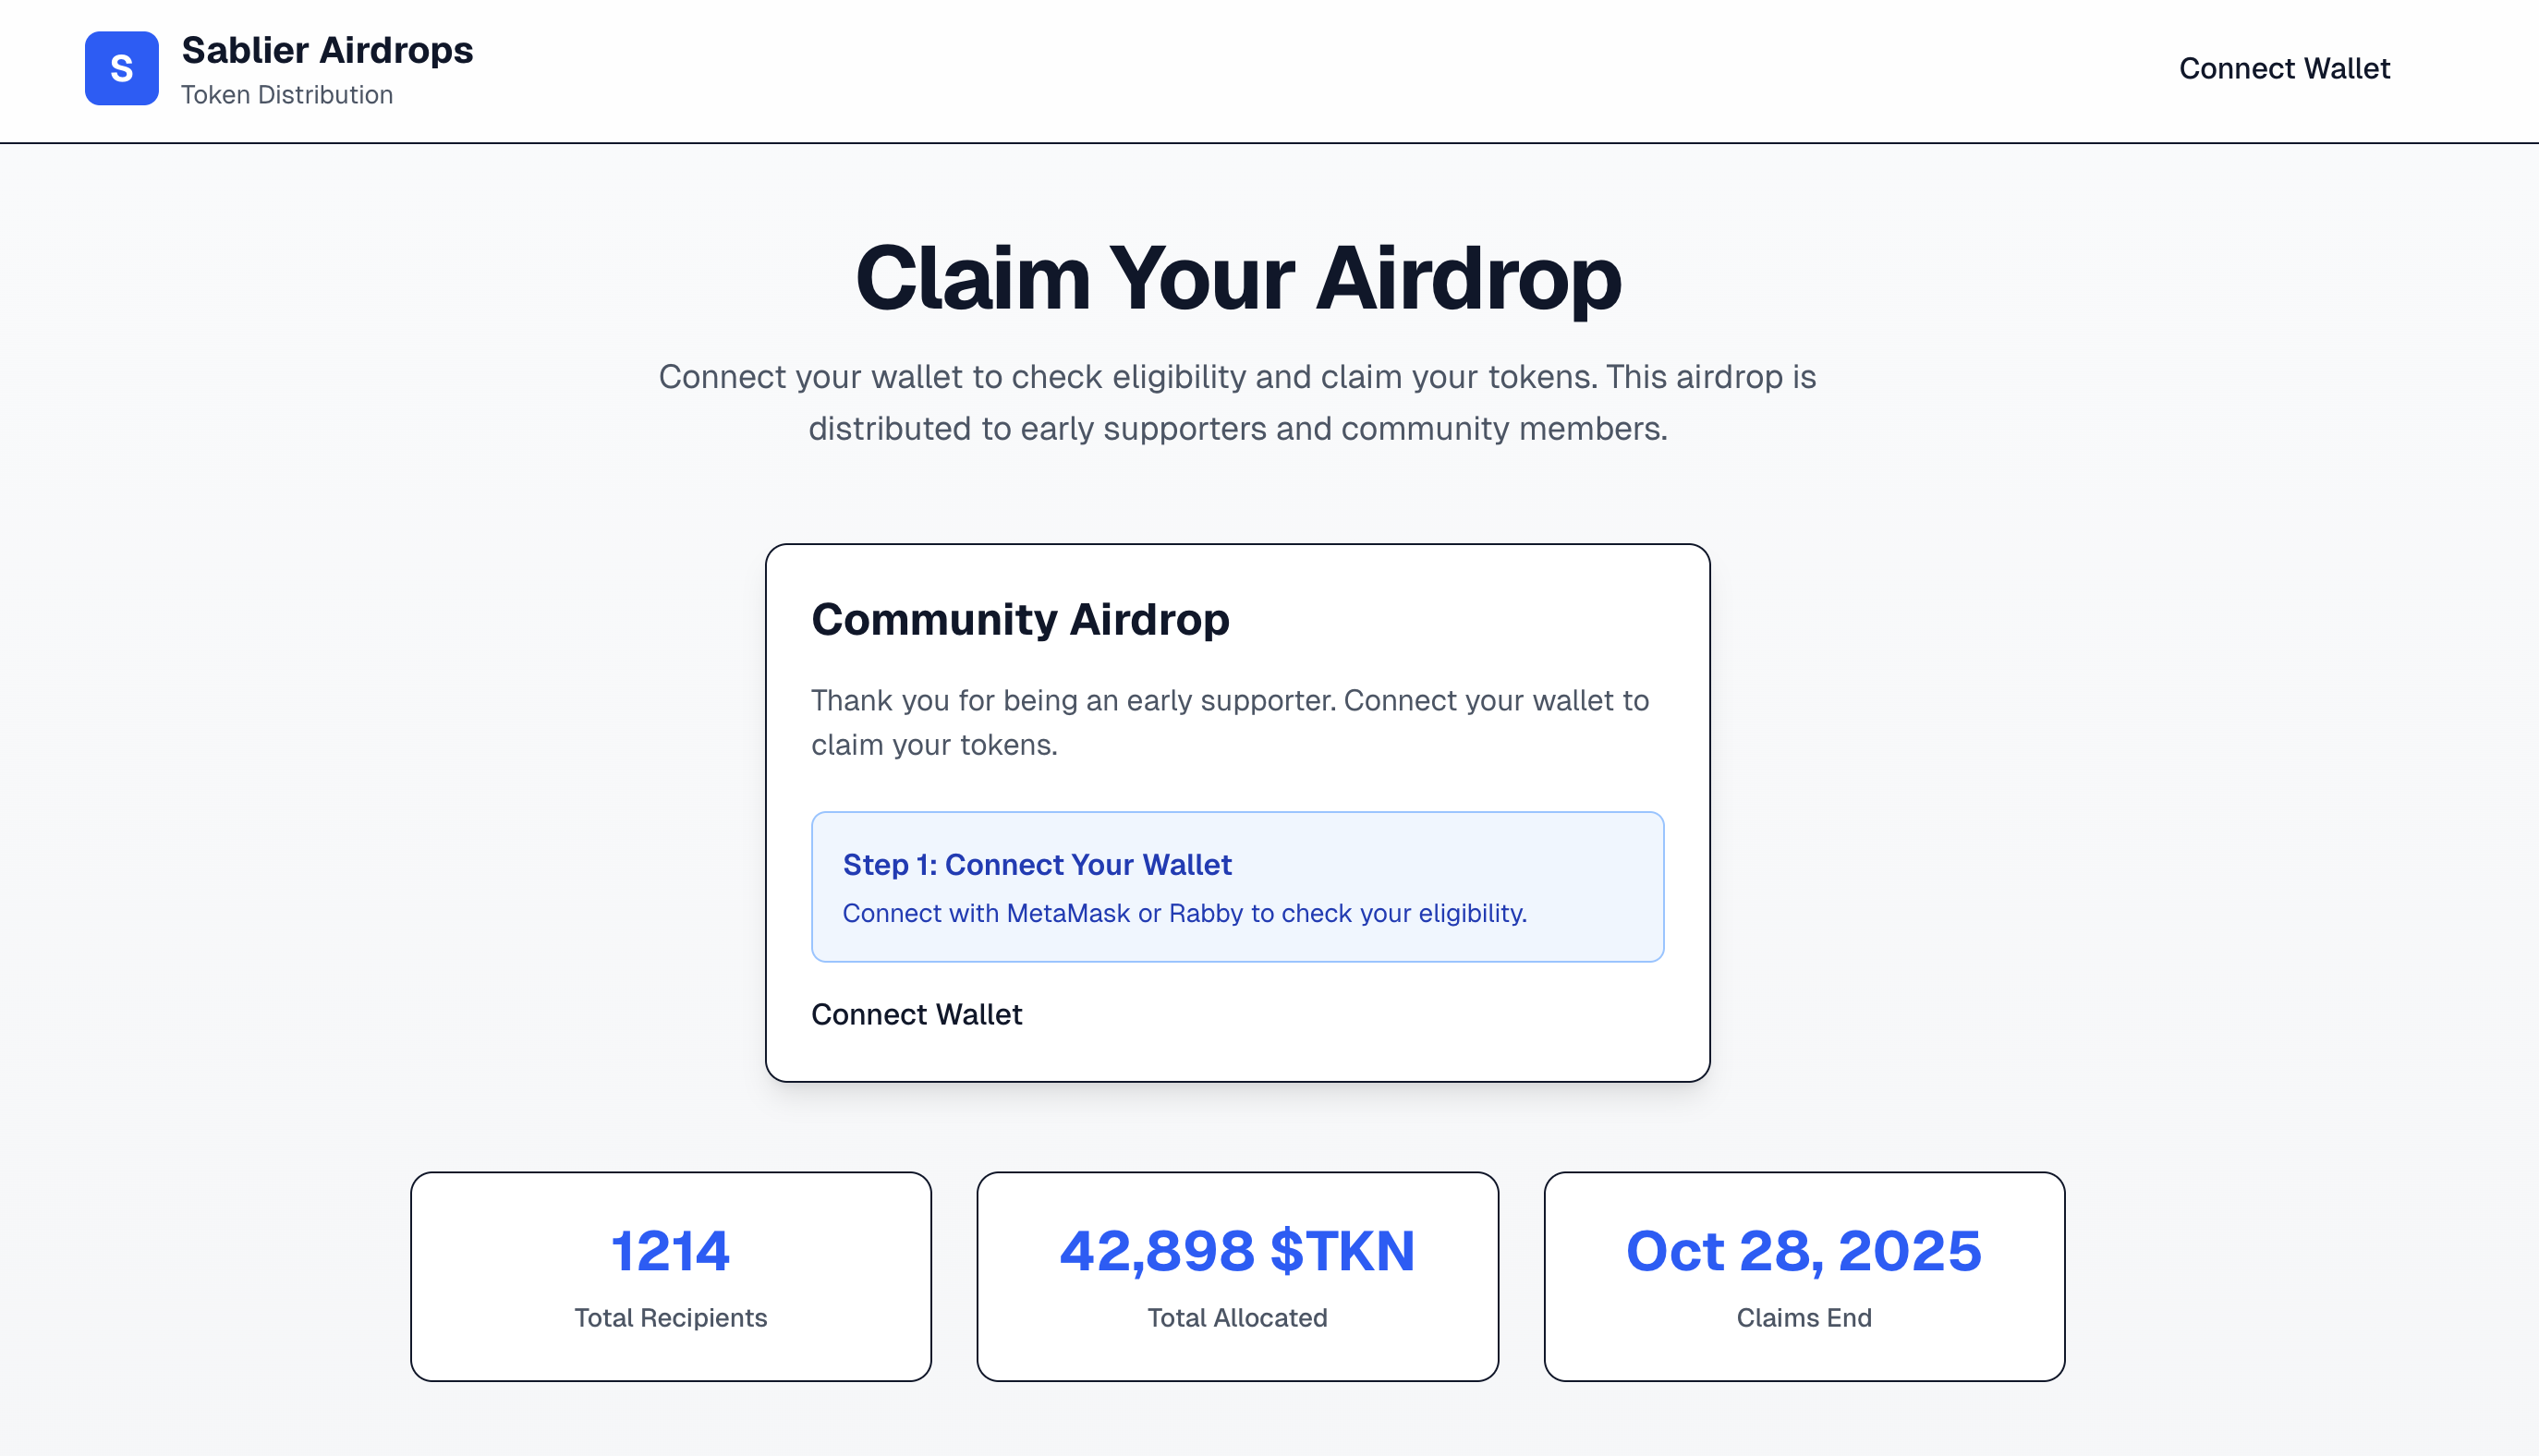 S
Sablier Airdrops
Token Distribution
Connect Wallet
Claim Your Airdrop
Connect your wallet to check eligibility and claim your tokens. This airdrop is
distributed to early supporters and community members.
Community Airdrop
Thank you for being an early supporter. Connect your wallet to
claim your tokens.
Step 1: Connect Your Wallet
Connect with MetaMask or Rabby to check your eligibility.
Connect Wallet
1214
Total Recipients
42,898 $TKN
Total Allocated
Oct 28, 2025
Claims End